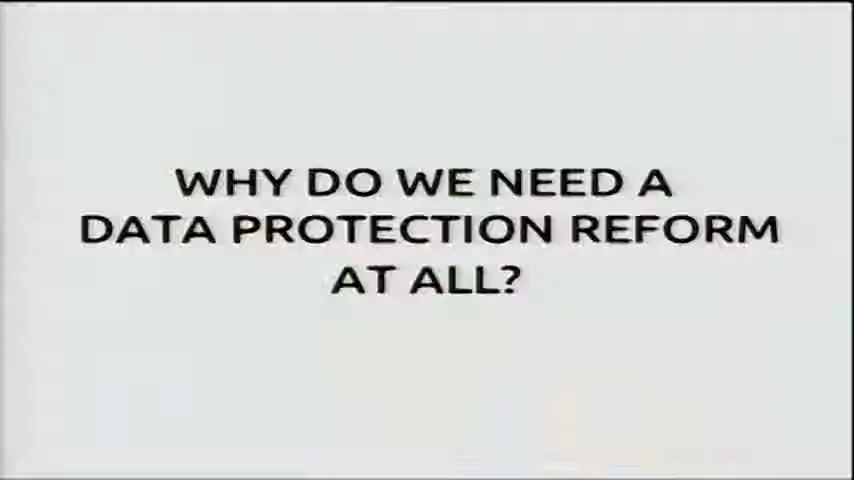 WHY DO WE NEED A
DATA PROTECTION REFORM
AT ALL?